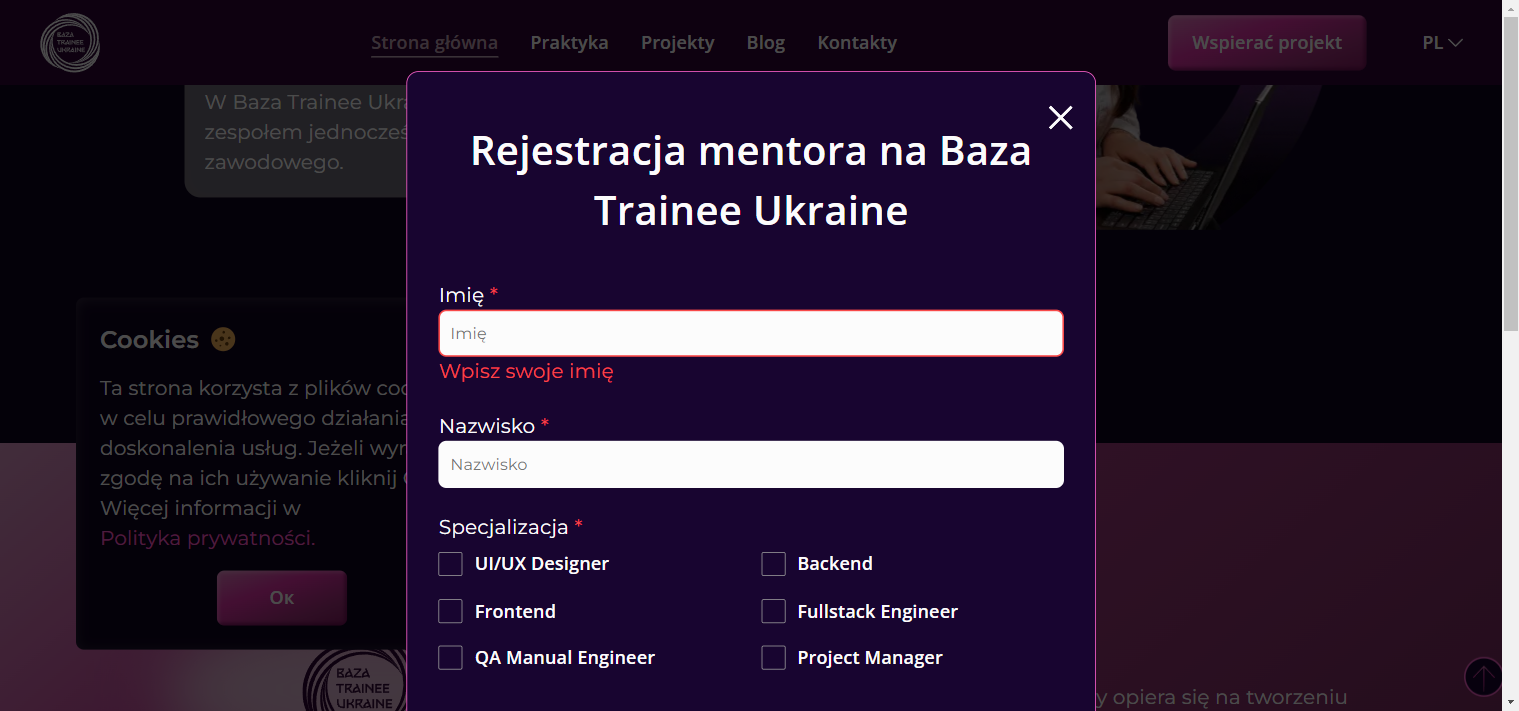 BAZA
TRAINEE
UKRAINE
Strona główna
Praktyka
Projekty
Blog
Kontakty
Wspierać projekt
PL
W Baza Trainee Ukra
zespołem jednocześ
zawodowego.
Rejestracja mentora na Baza
Trainee Ukraine
Imię *
Imię
Wpisz swoje imię
Nazwisko *
Nazwisko
Specjalizacja *
UI/UX Designer
Backend
Frontend
Fullstack Engineer
QA Manual Engineer
Project Manager
Cookies
Ta strona korzysta z plików coo
w celu prawidłowego działania
doskonalenia usług. Jeżeli wyr
zgodę na ich używanie kliknij
Więcej informacji w
Polityka prywatności.
Ок
BAZA
TRAINEE
UKRAINE
y opiera się na tworzeniu